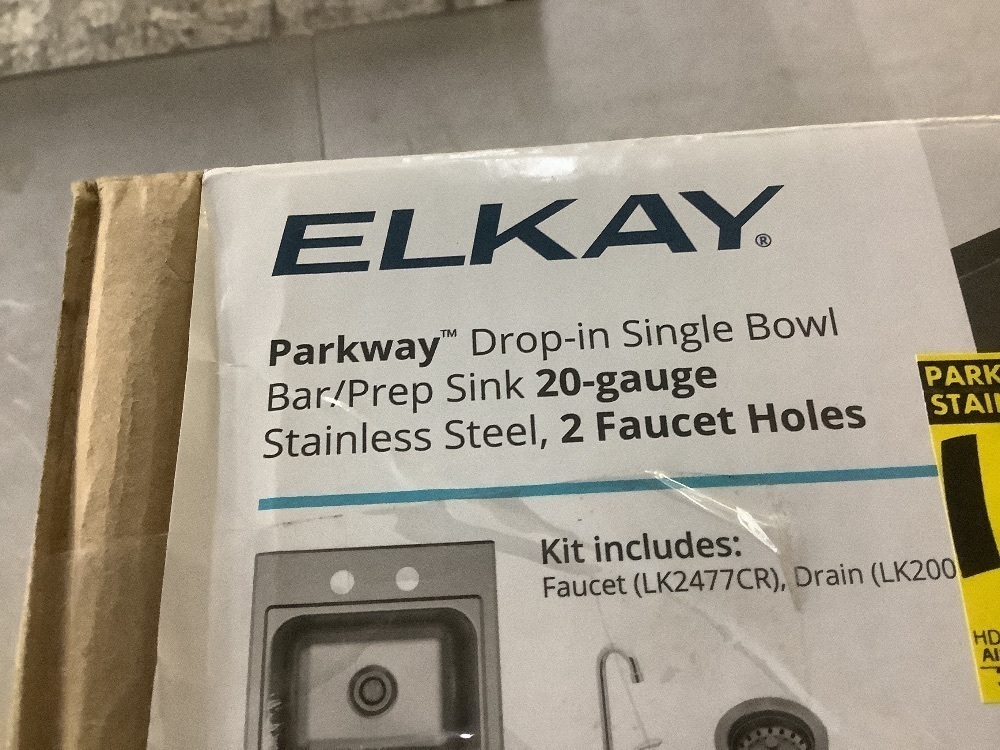 ELKAY®
Parkway™ Drop-in Single Bowl
Bar/Prep Sink 20-gauge
Stainless Steel, 2 Faucet Holes
Kit includes:
Faucet (LK2477CR), Drain (LK200
PARK
STAI
HD